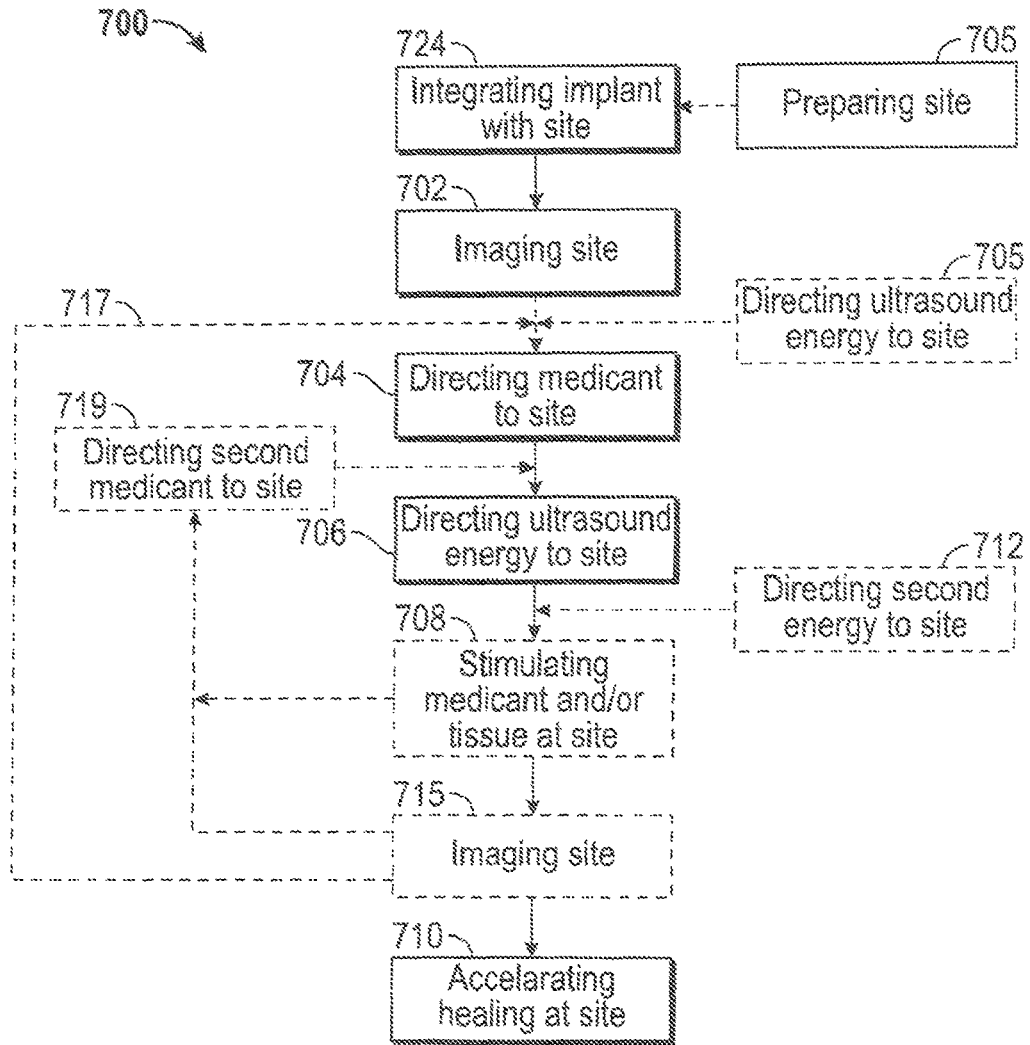 700
724
Integrating implant
with site
705
Preparing site
702
Imaging site
705
Directing ultrasound
energy to site
717
704
Directing medicant
to site
719
Directing second
medicant to site
706
Directing ultrasound
energy to site
712
Directing second
energy to site
708
Stimulating
medicant and/or
tissue at site
715
Imaging site
710
Accelarating
healing at site